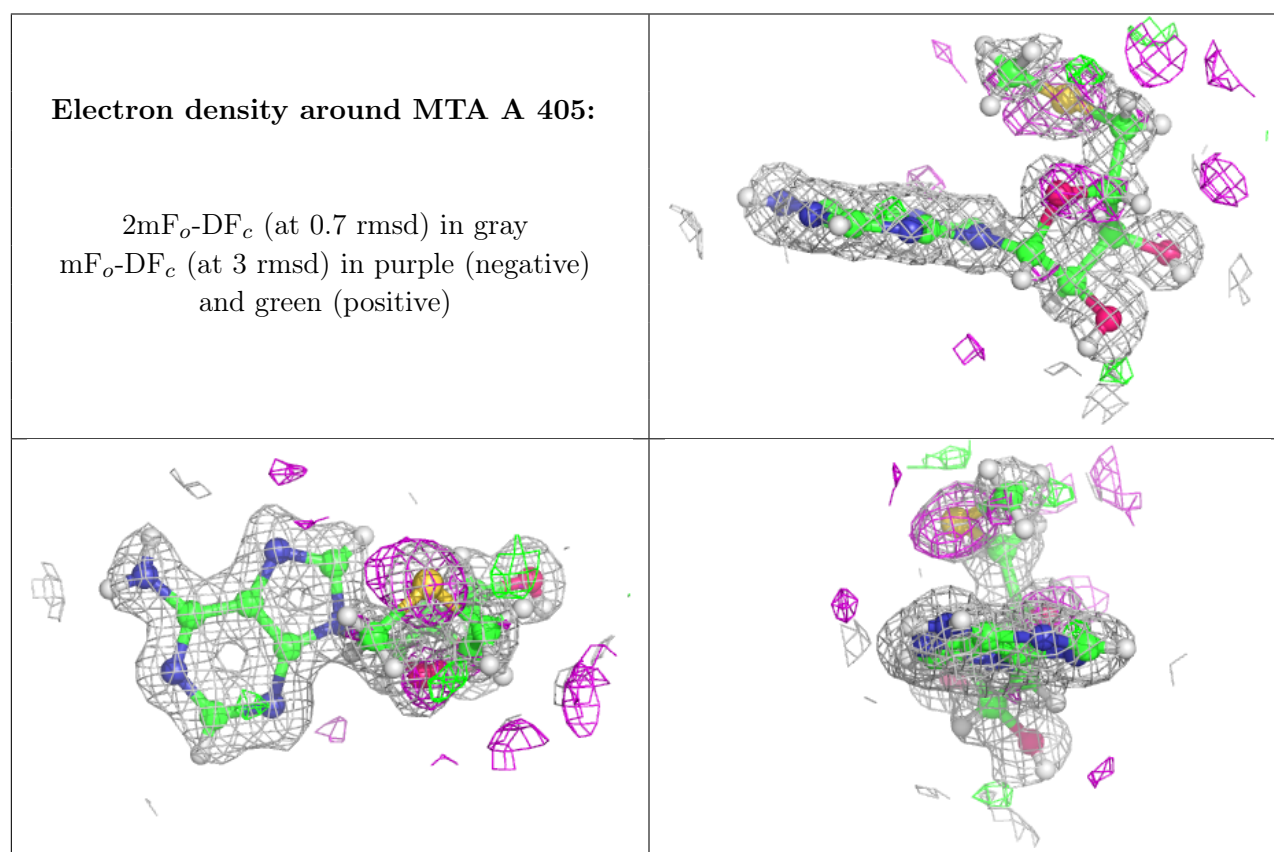 Electron density around MTA A 405:
2mFo-DFc (at 0.7 rmsd) in gray
mFo-DFc (at 3 rmsd) in purple (negative)
and green (positive)